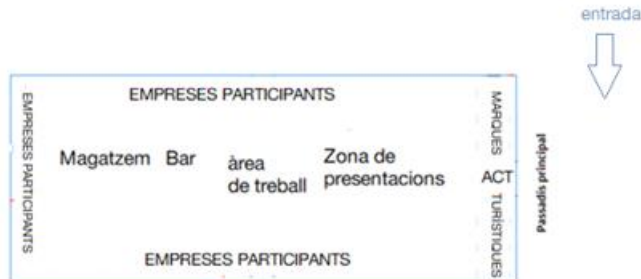 entrada
EMPRESES PARTICIPANTS
EMPRESES PARTICIPANTS
Magatzem
Bar
àrea
de treball
Zona de
presentacions
MARQUES
ACT
TURÍSTIQUES
Passadís principal
EMPRESES PARTICIPANTS